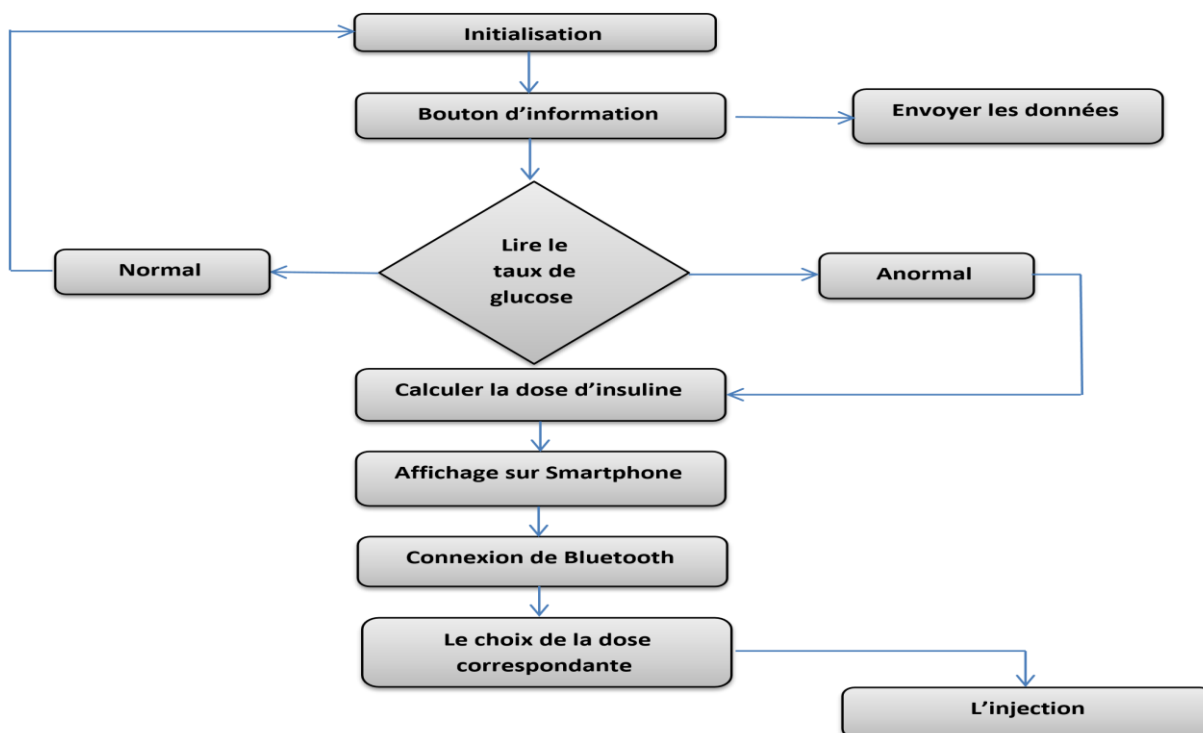 Initialisation
Bouton d’information
Envoyer les données
Lire le
taux de
glucose
Normal
Anormal
Calculer la dose d’insuline
Affichage sur Smartphone
Connexion de Bluetooth
Le choix de la dose
correspondante
L’injection